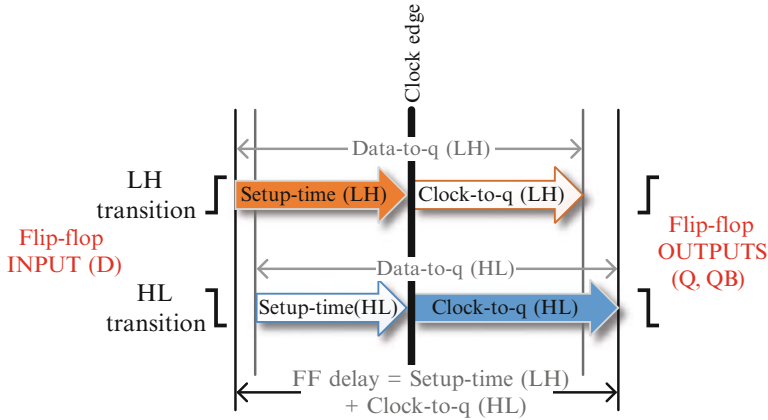 Clock edge
Data-to-q (LH)
LH
transition
Setup-time (LH)
Clock-to-q (LH)
Flip-flop
INPUT (D)
Flip-flop
OUTPUTS
(Q, QB)
Data-to-q (HL)
HL
transition
Setup-time(HL)
Clock-to-q (HL)
FF delay = Setup-time (LH)
+ Clock-to-q (HL)